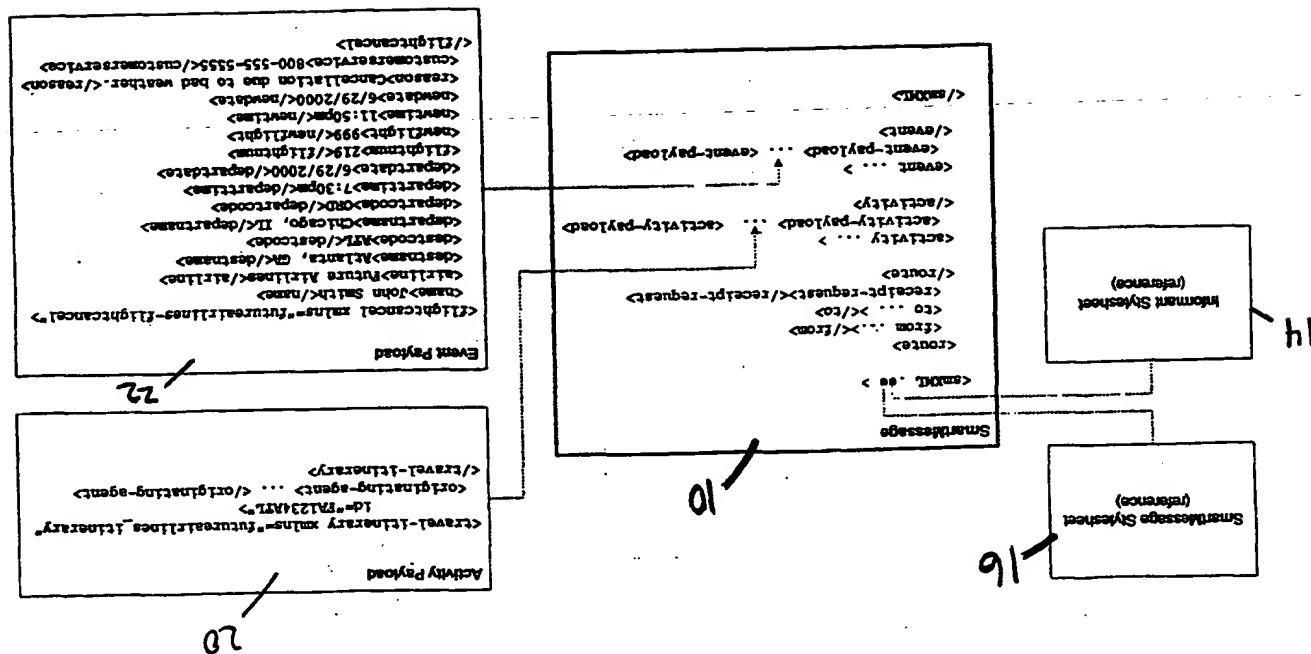 16
SmartMessage Stylesheet
(reference)
14
Informant Stylesheet
(reference)
10
SmartMessage
<smXML ... >
<route>
<from ...></from>
<to ... ></to>
<receipt-request></receipt-request>
</route>
<activity ... >
<activity-payload> ... <activity-payload>
</activity>
<event ... >
<event-payload> ... <event-payload>
</event>
</smXML>
20
Activity Payload
<travel-itinerary xmlns="futureairlines_itinerary"
id="FA1234ATL">
<originating-agent> ... </originating-agent>
</travel-itinerary>
22
Event Payload
<flightcancel xmlns="futureairlines-flightcancel">
<name>John Smith</name>
<airline>Future Airlines</airline>
<destname>Atlanta, GA</destname>
<destcode>ATL</destcode>
<departname>Chicago, IL</departname>
<departcode>ORD</departcode>
<departtime>7:30pm</departtime>
<departdate>6/29/2000</departdate>
<flightnum>219</flightnum>
<newflight>999</newflight>
<newtime>11:50pm</newtime>
<newdate>6/29/2000</newdate>
<reason>Cancellation due to bad weather.</reason>
<customerservice>800-555-5555</customerservice>
</flightcancel>